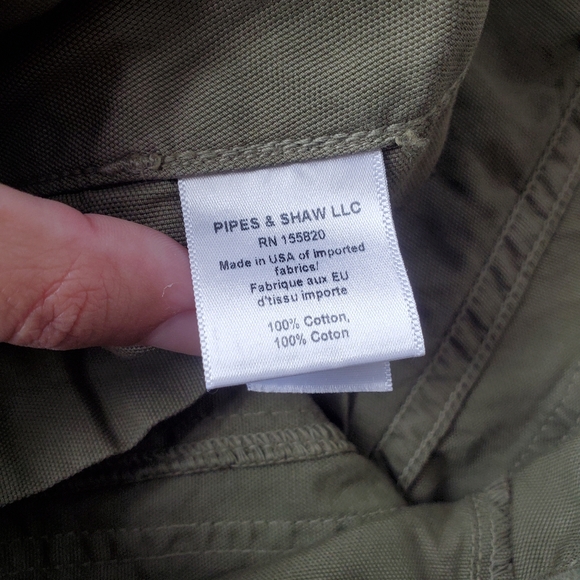 PIPES & SHAW LLC
RN 155820
Made in USA of Imported
fabrics/
Fabrique aux EU
d'tissu importe
100% Cotton,
100% Coton